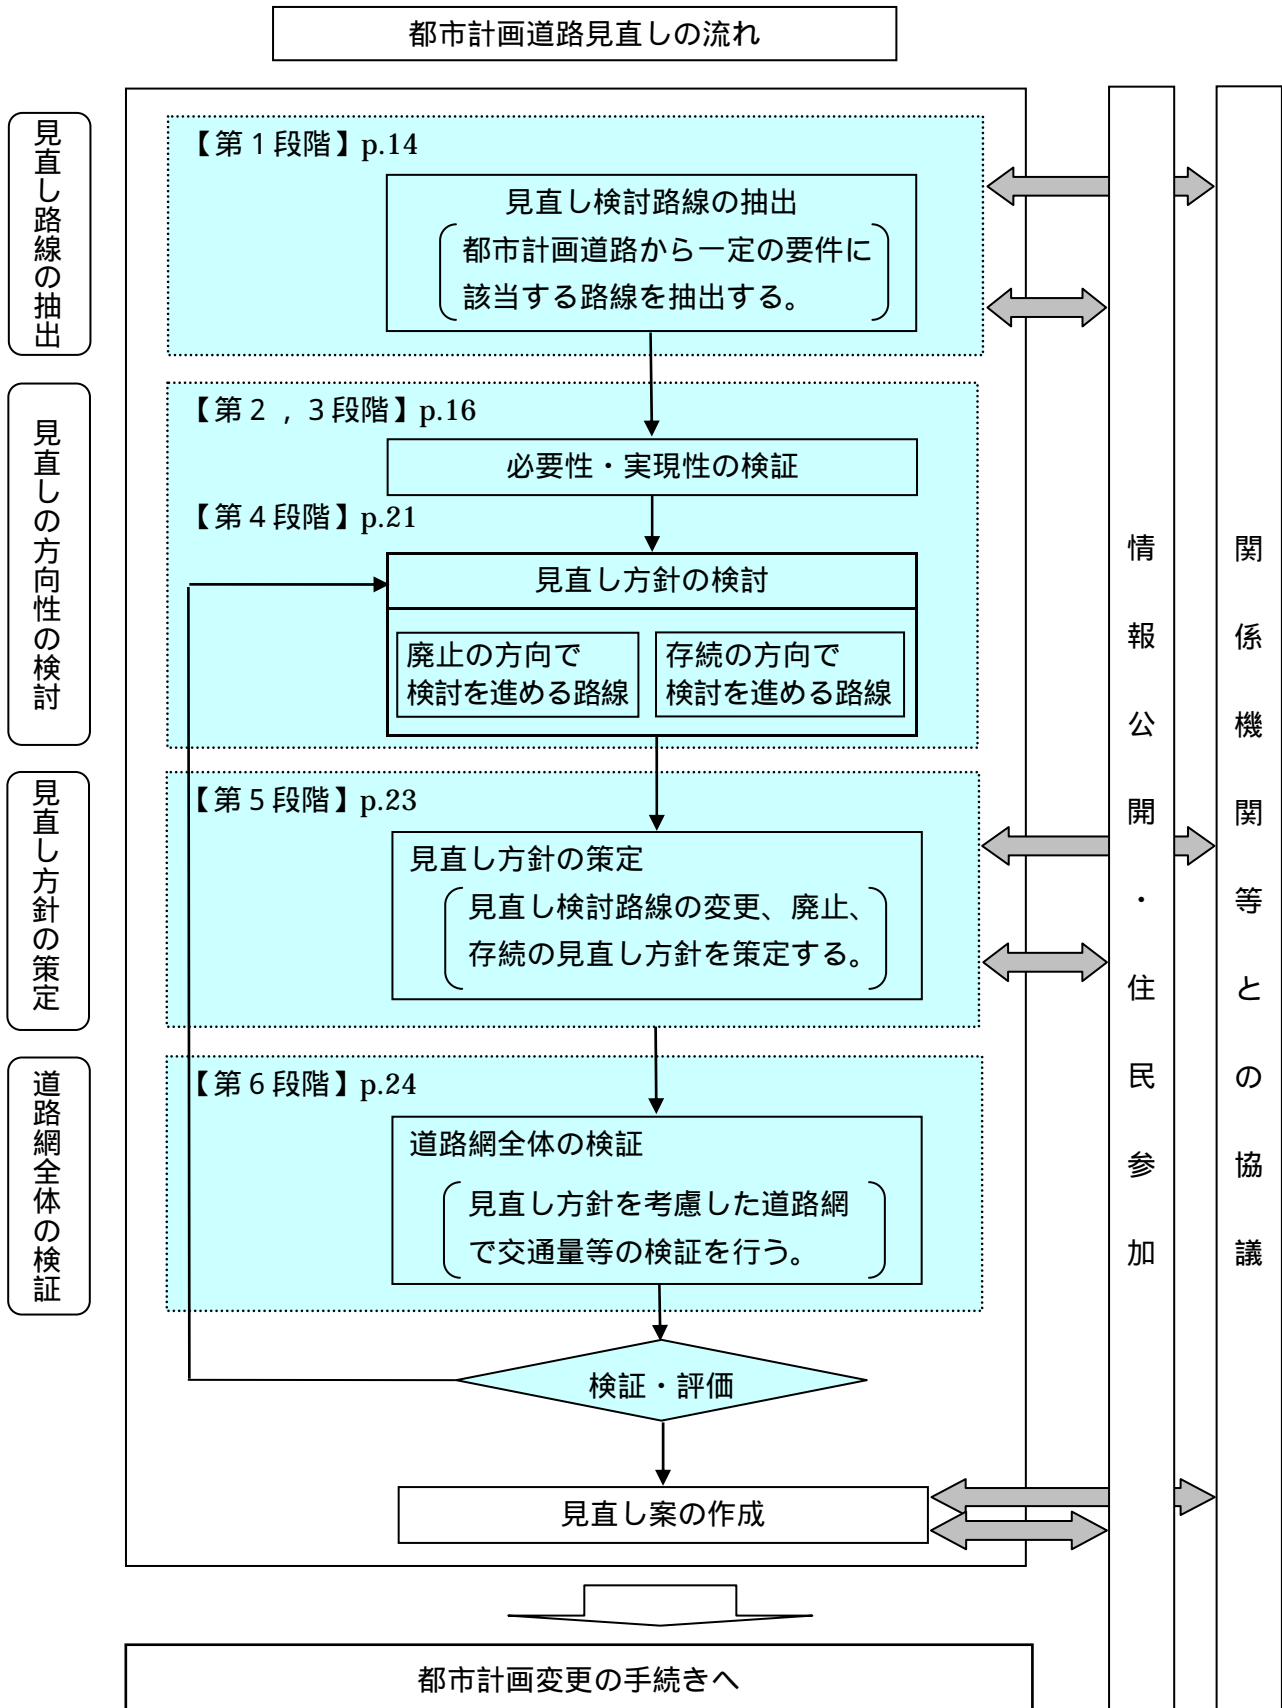 都市計画道路見直しの流れ
見直し路線の抽出
【第１段階】p.14
見直し検討路線の抽出
都市計画道路から一定の要件に
該当する路線を抽出する。
見直しの方向性の検討
【第２，３段階】p.16
必要性・実現性の検証
【第４段階】p.21
見直し方針の検討
廃止の方向で
検討を進める路線
存続の方向で
検討を進める路線
見直し方針の策定
【第５段階】p.23
見直し方針の策定
見直し検討路線の変更、廃止、
存続の見直し方針を策定する。
道路網全体の検証
【第６段階】p.24
道路網全体の検証
見直し方針を考慮した道路網
で交通量等の検証を行う。
検証・評価
見直し案の作成
都市計画変更の手続きへ
情報公開・住民参加
関係機関等との協議